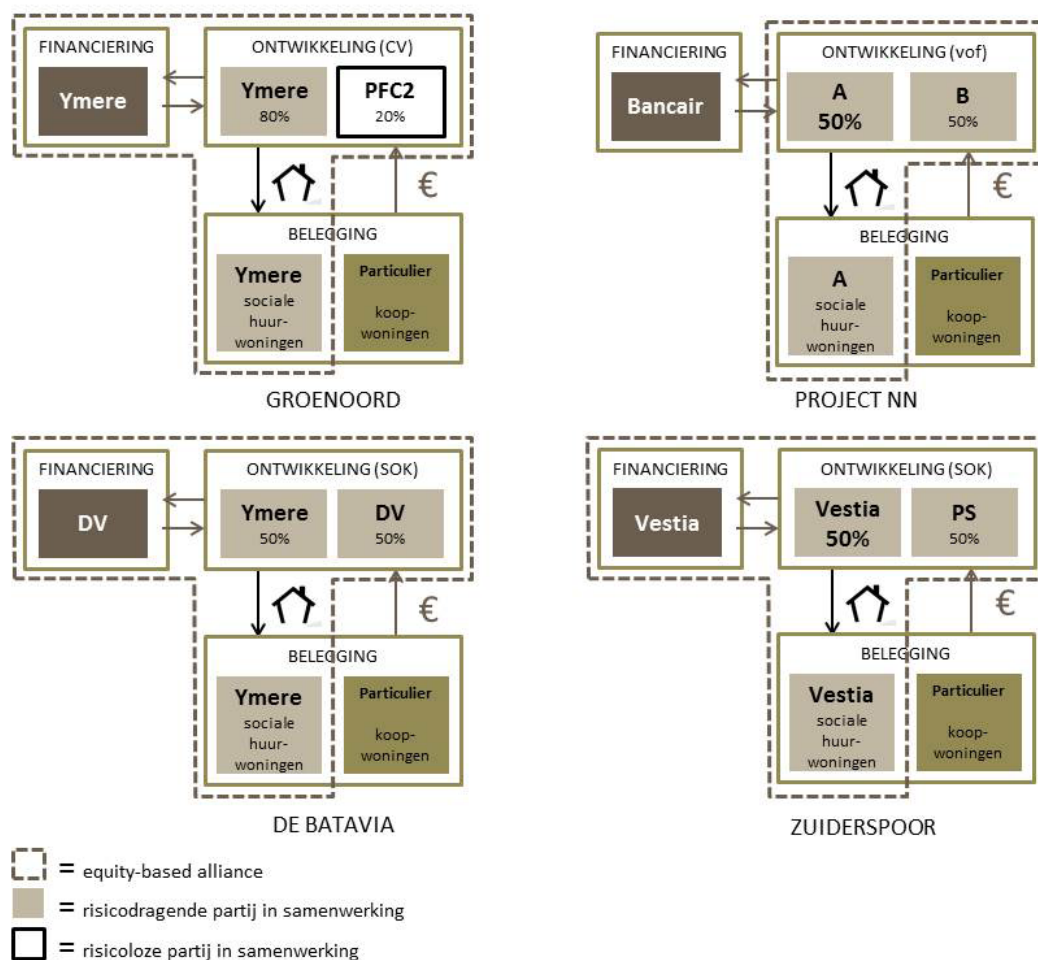 FINANCIERING
Ymere
ONTWIKKELING (CV)
Ymere
80%
PFC2
20%
€
BELEGGING
Ymere
sociale
huur-
woningen
Particulier
koop-
woningen
GROENOORD
FINANCIERING
Bancair
ONTWIKKELING (vof)
A
50%
B
50%
€
BELEGGING
A
sociale
huur-
woningen
Particulier
koop-
woningen
PROJECT NN
FINANCIERING
DV
ONTWIKKELING (SOK)
Ymere
50%
DV
50%
€
BELEGGING
Ymere
sociale
huur-
woningen
Particulier
koop-
woningen
DE BATAVIA
FINANCIERING
Vestia
ONTWIKKELING (SOK)
Vestia
50%
PS
50%
€
BELEGGING
Vestia
sociale
huur-
woningen
Particulier
koop-
woningen
ZUIDERSPOOR
= equity-based alliance
= risicodragende partij in samenwerking
= risicoloze partij in samenwerking